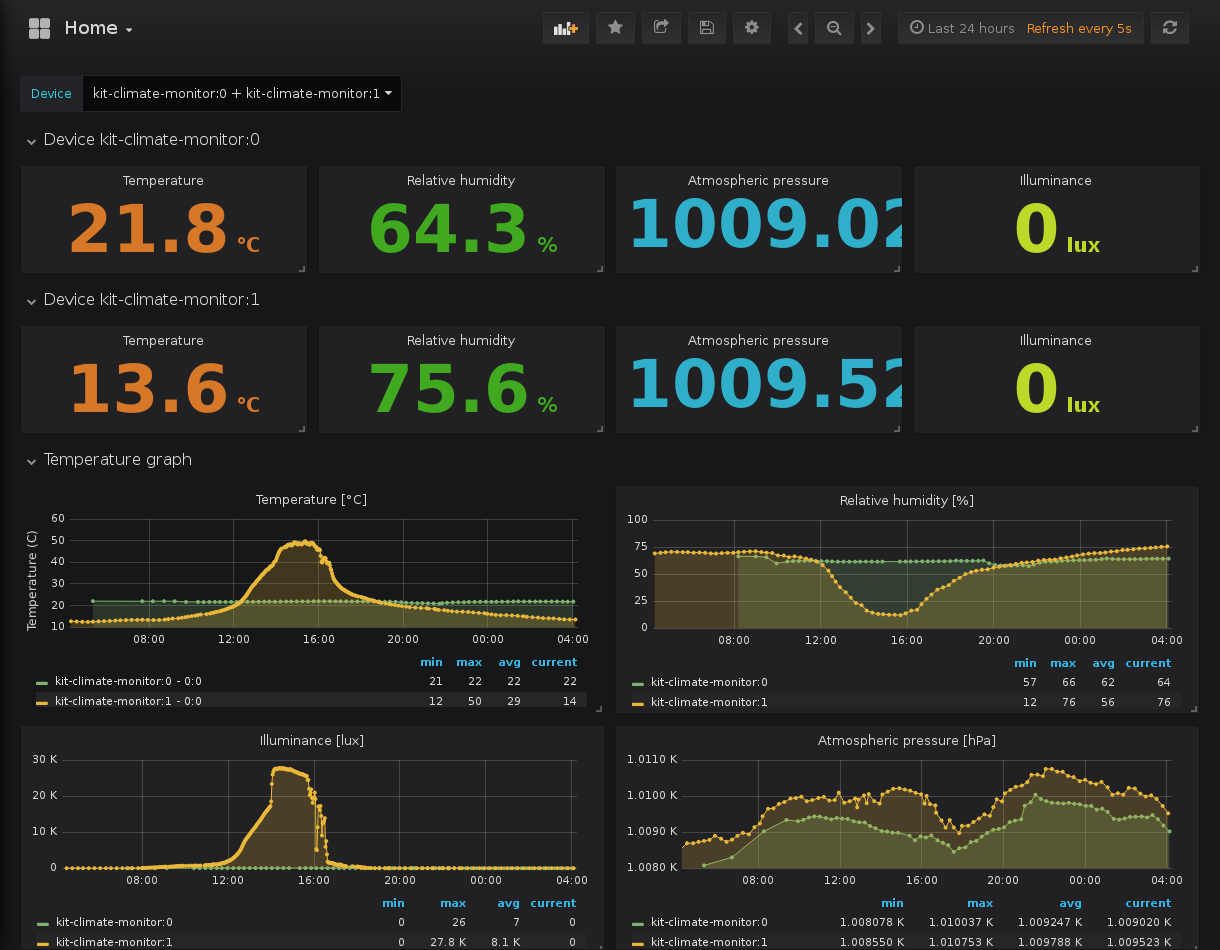 Home
Last 24 hours Refresh every 5s
Device kit-climate-monitor:0 + kit-climate-monitor:1
Device kit-climate-monitor:0
Temperature Relative humidity Atmospheric pressure Illuminance
21.8 °C 64.3 % 1009.02 0 lux
Device kit-climate-monitor:1
Temperature Relative humidity Atmospheric pressure Illuminance
13.6 °C 75.6 % 1009.52 0 lux
Temperature graph
Temperature [°C]
Temperature (C)
60
50
40
30
20
10
08:00 12:00 16:00 20:00 00:00 04:00
min max avg current
kit-climate-monitor:0 - 0:0 21 22 22 22
kit-climate-monitor:1 - 0:0 12 50 29 14
Relative humidity [%]
100
75
50
25
0
08:00 12:00 16:00 20:00 00:00 04:00
min max avg current
kit-climate-monitor:0 57 66 62 64
kit-climate-monitor:1 12 76 56 76
Illuminance [lux]
30 K
20 K
10 K
0
08:00 12:00 16:00 20:00 00:00 04:00
min max avg current
kit-climate-monitor:0 0 26 7 0
kit-climate-monitor:1 0 27.8 K 8.1 K 0
Atmospheric pressure [hPa]
1.0110 K
1.0100 K
1.0090 K
1.0080 K
08:00 12:00 16:00 20:00 00:00 04:00
min max avg current
kit-climate-monitor:0 1.008078 K 1.010037 K 1.009247 K 1.009020 K
kit-climate-monitor:1 1.008550 K 1.010753 K 1.009788 K 1.009523 K